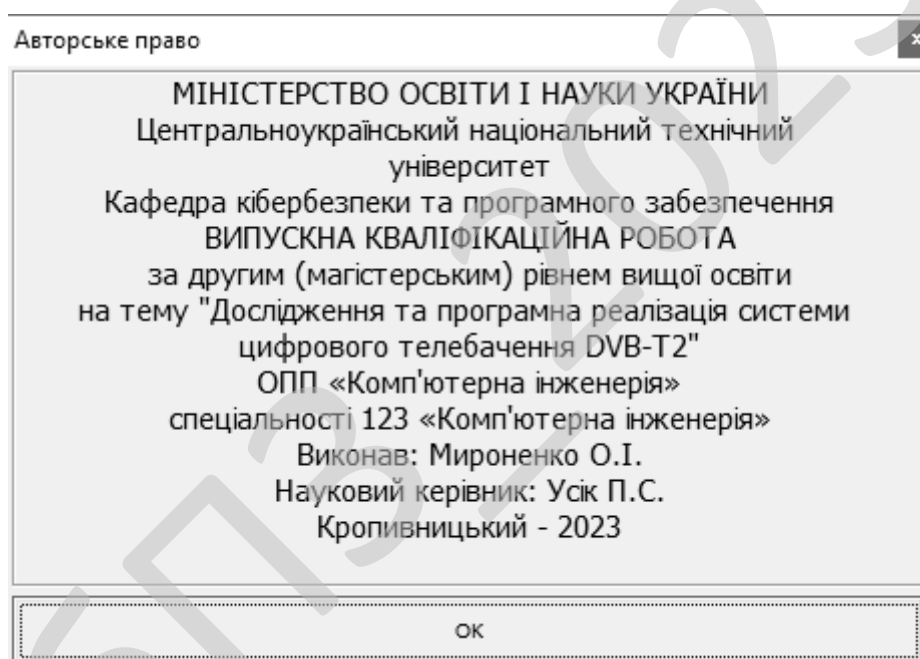 Авторське право
x
МІНІСТЕРСТВО ОСВІТИ І НАУКИ УКРАЇНИ
Центральноукраїнський національний технічний
університет
Кафедра кібербезпеки та програмного забезпечення
ВИПУСКНА КВАЛІФІКАЦІЙНА РОБОТА
за другим (магістерським) рівнем вищої освіти
на тему "Дослідження та програмна реалізація системи
цифрового телебачення DVB-T2"
ОПП «Комп'ютерна інженерія»
спеціальності 123 «Комп'ютерна інженерія»
Виконав: Мироненко О.І.
Науковий керівник: Усік П.С.
Кропивницький - 2023
ОК